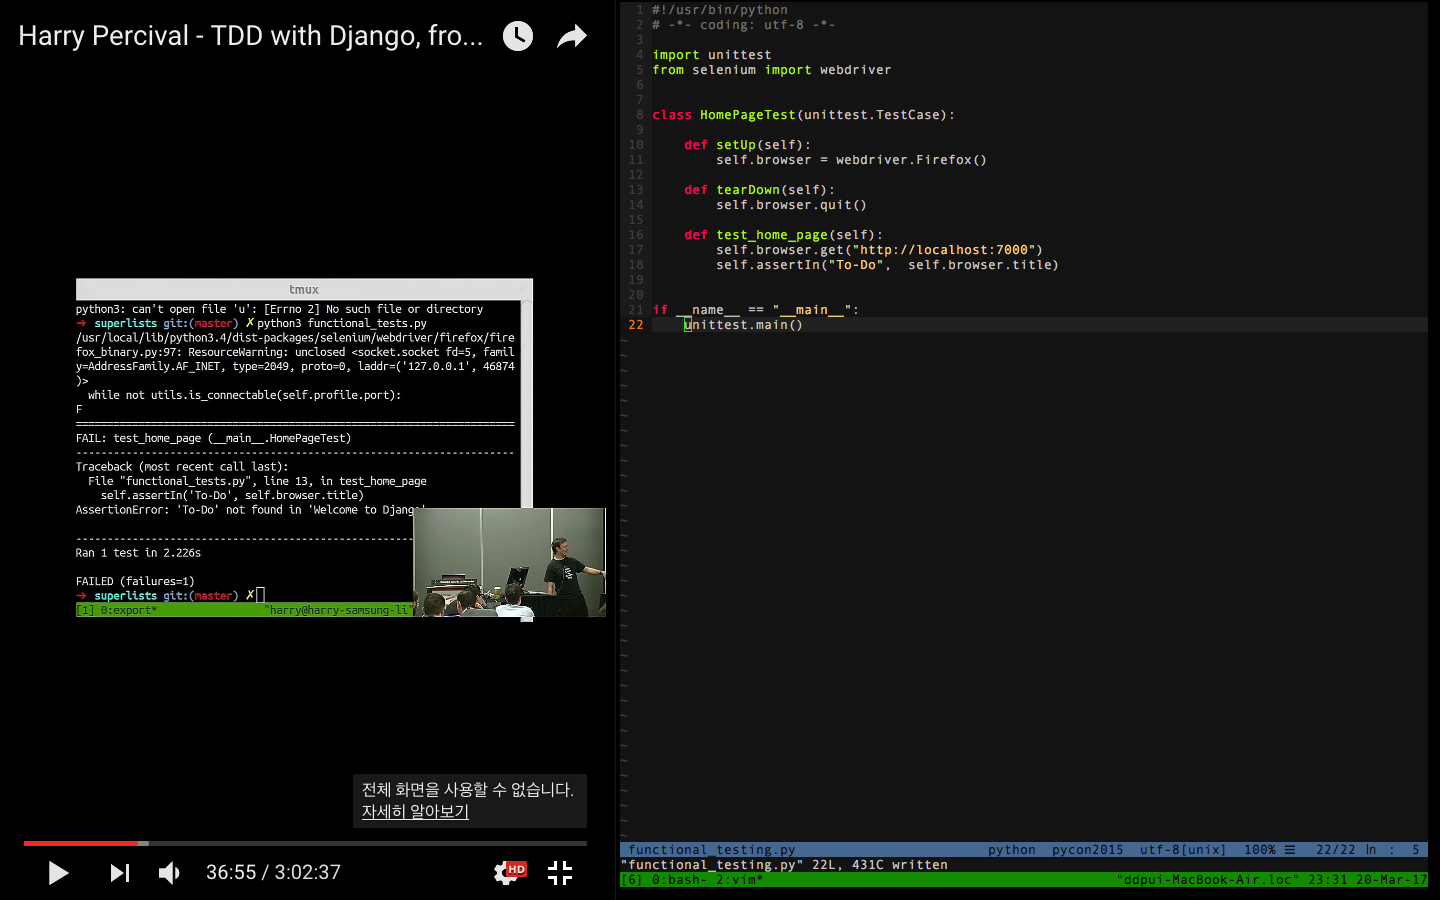 Harry Percival - TDD with Django, fro...
tmux
python3: can't open file 'u': [Errno 2] No such file or directory
➜ superlists git:(master) ✗ python3 functional_tests.py
/usr/local/lib/python3.4/dist-packages/selenium/webdriver/firefox/fire
fox_binary.py:97: ResourceWarning: unclosed <socket.socket fd=5, famil
y=AddressFamily.AF_INET, type=2049, proto=0, laddr=('127.0.0.1', 46874
)>
while not utils.is_connectable(self.profile.port):
F
======================================================================
FAIL: test_home_page (__main__.HomePageTest)
----------------------------------------------------------------------
Traceback (most recent call last):
File "functional_tests.py", line 13, in test_home_page
self.assertIn('To-Do', self.browser.title)
AssertionError: 'To-Do' not found in 'Welcome to Django'
----------------------------------------------------------------------
Ran 1 test in 2.226s
FAILED (failures=1)
➜ superlists git:(master) ✗
[1] 0:export* "harry@harry-samsung-li"
전체 화면을 사용할 수 없습니다.
자세히 알아보기
36:55 / 3:02:37
HD
1 #!/usr/bin/python
2 # -*- coding: utf-8 -*-
3
4 import unittest
5 from selenium import webdriver
6
7
8 class HomePageTest(unittest.TestCase):
9
10 def setUp(self):
11 self.browser = webdriver.Firefox()
12
13 def tearDown(self):
14 self.browser.quit()
15
16 def test_home_page(self):
17 self.browser.get("http://localhost:7000")
18 self.assertIn("To-Do",  self.browser.title)
19
20
21 if __name__ == "__main__":
22 unittest.main()
functional_testing.py python pycon2015 utf-8[unix] 100% ☰ 22/22 ln : 5
"functional_testing.py" 22L, 431C written
[6] 0:bash- 2:vim* "ddpui-MacBook-Air.loc" 23:31 20-Mar-17